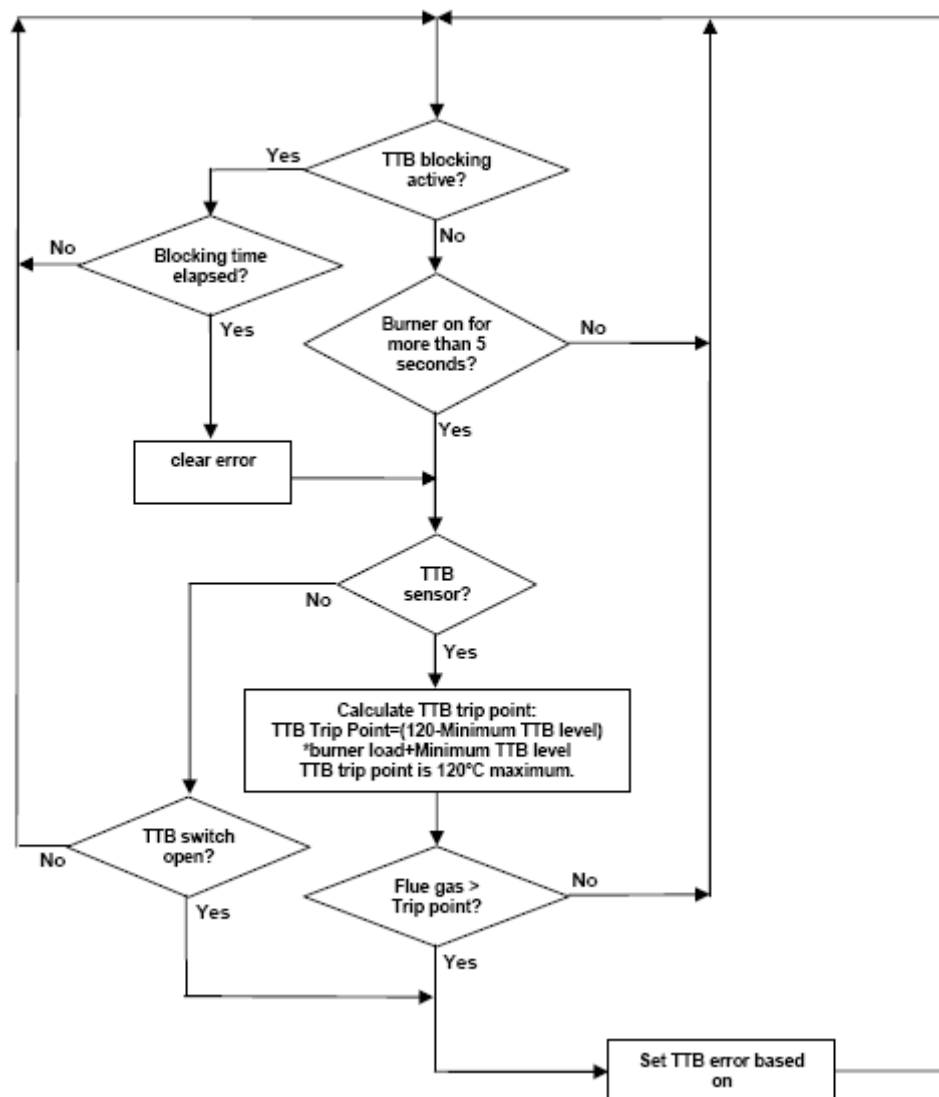 TTB blocking
active?
Yes
No
Blocking time
elapsed?
No
Yes
Burner on for
more than 5
seconds?
No
Yes
clear error
TTB
sensor?
No
Yes
Calculate TTB trip point:
TTB Trip Point=(120-Minimum TTB level)
*burner load+Minimum TTB level
TTB trip point is 120°C maximum.
TTB switch
open?
No
Yes
Flue gas >
Trip point?
No
Yes
Set TTB error based
on